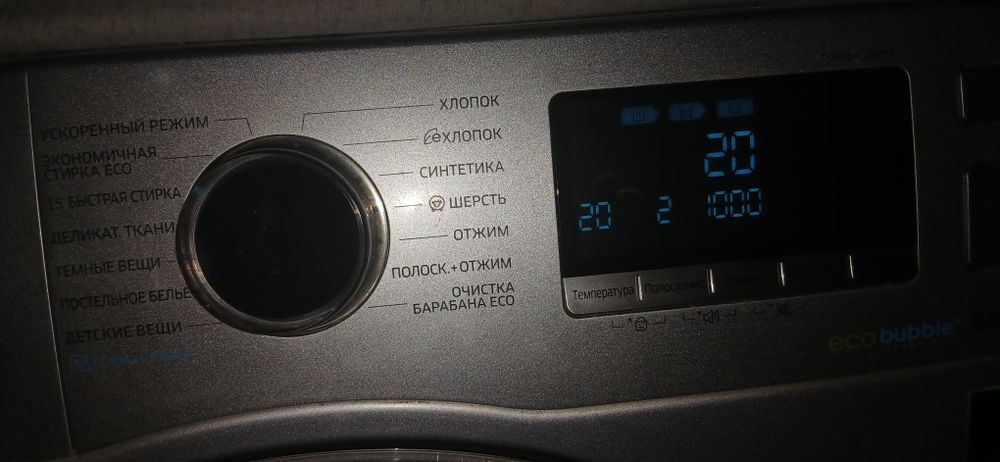 УСКОРЕННЫЙ РЕЖИМ
ЭКОНОМИЧНАЯ
СТИРКА ECO
15' БЫСТРАЯ СТИРКА
ДЕЛИКАТ. ТКАНИ
ТЕМНЫЕ ВЕЩИ
ПОСТЕЛЬНОЕ БЕЛЬЕ
ДЕТСКИЕ ВЕЩИ
ХЛОПОК
eХЛОПОК
СИНТЕТИКА
ШЕРСТЬ
ОТЖИМ
ПОЛОСК.+ОТЖИМ
ОЧИСТКА
БАРАБАНА ECO
20
20 2 1000
Температура Полоскание
eco bubble